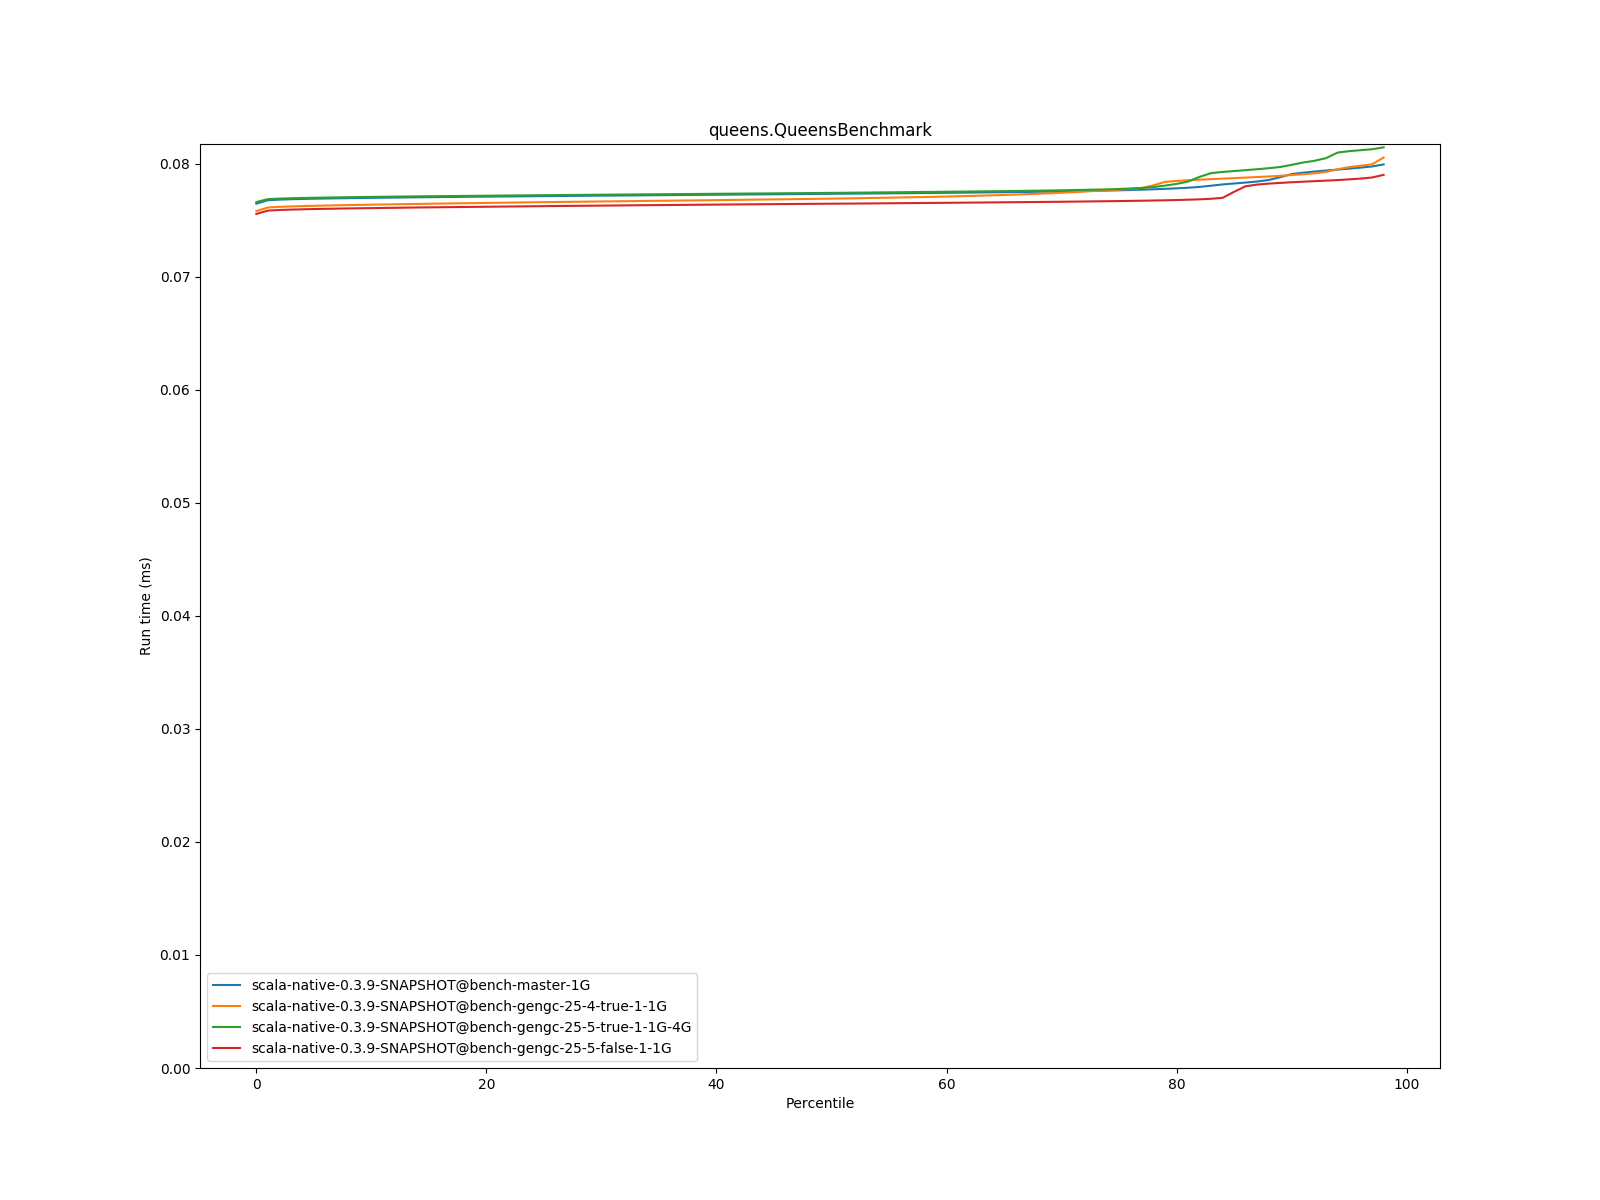 queens.QueensBenchmark
0.08
0.07
0.06
0.05
0.04
0.03
0.02
0.01
0.00
Run time (ms)
scala-native-0.3.9-SNAPSHOT@bench-master-1G
scala-native-0.3.9-SNAPSHOT@bench-gengc-25-4-true-1-1G
scala-native-0.3.9-SNAPSHOT@bench-gengc-25-5-true-1-1G-4G
scala-native-0.3.9-SNAPSHOT@bench-gengc-25-5-false-1-1G
0 20 40 60 80 100
Percentile